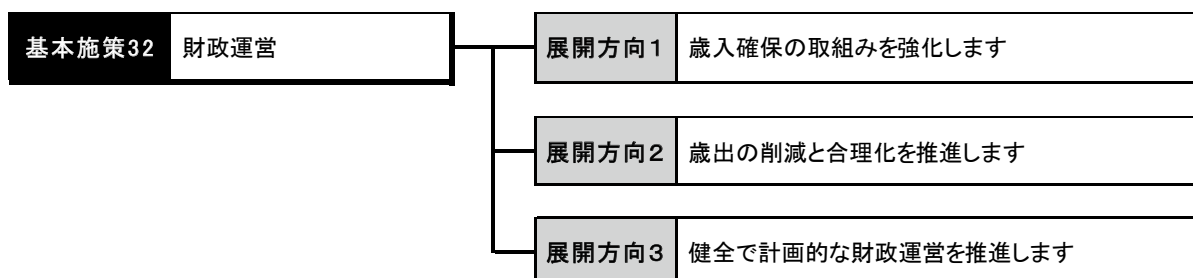 基本施策32 財政運営
展開方向1 歳入確保の取組みを強化します
展開方向2 歳出の削減と合理化を推進します
展開方向3 健全で計画的な財政運営を推進します